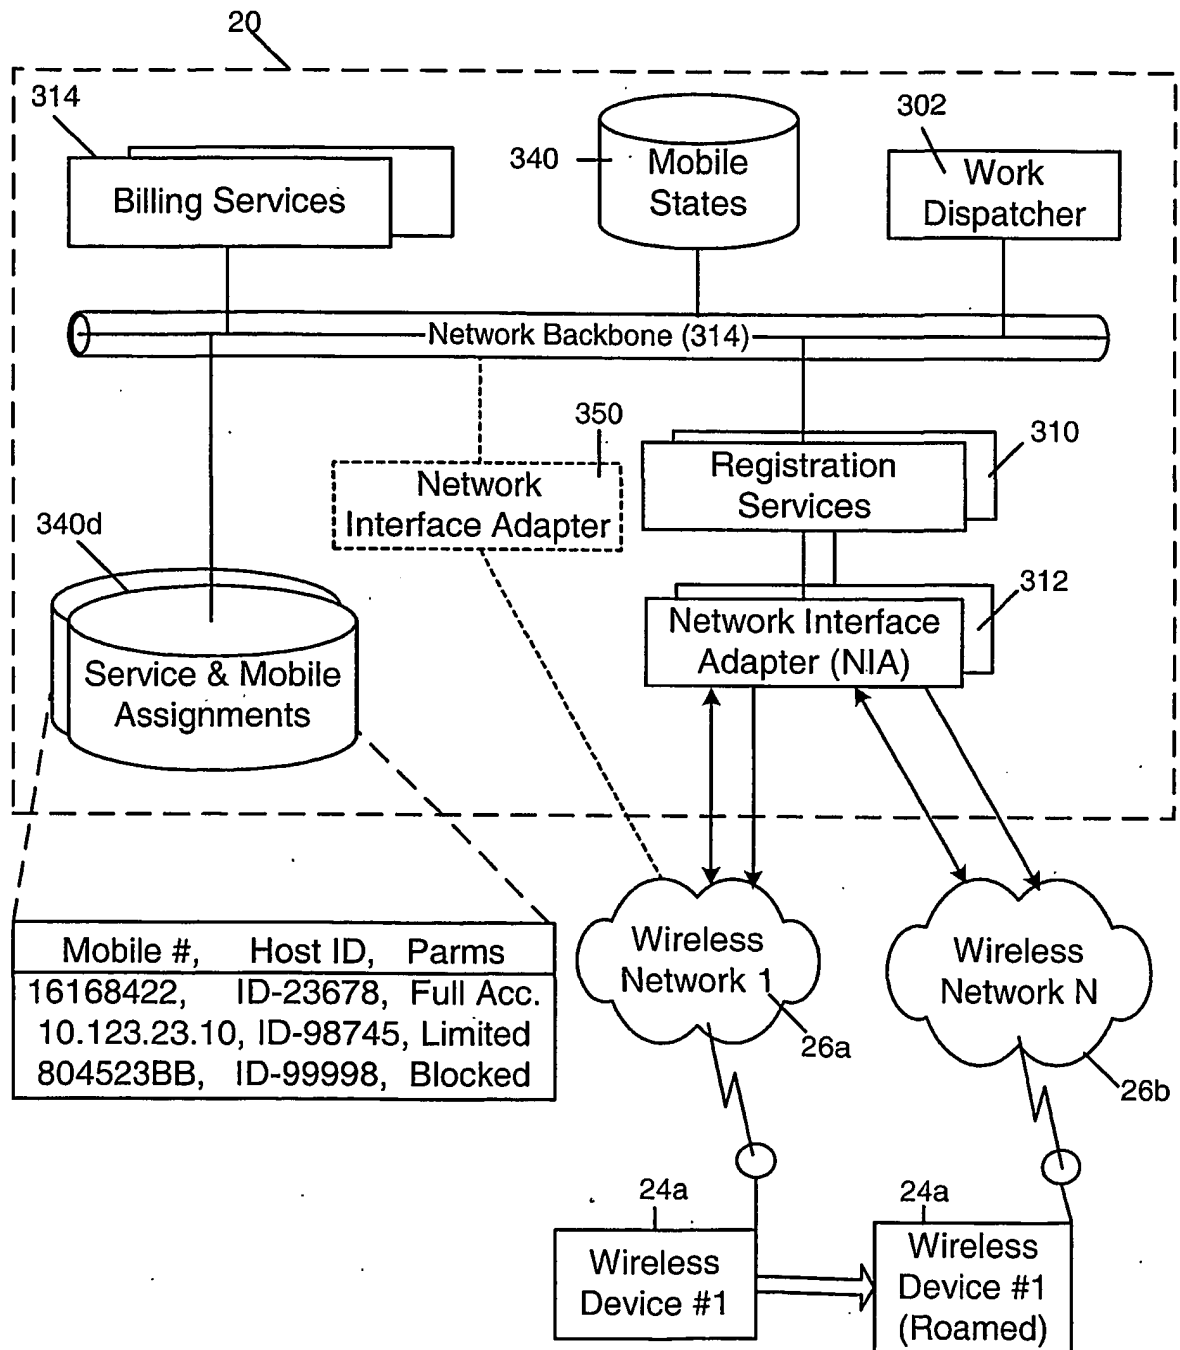 20
314
302
340
Mobile
States
Work
Dispatcher
Billing Services
Network Backbone (314)
350
310
Registration
Services
Network
Interface Adapter
340d
312
Network Interface
Adapter (NIA)
Service & Mobile
Assignments
Mobile #, Host ID, Parms
16168422, ID-23678, Full Acc.
10.123.23.10, ID-98745, Limited
804523BB, ID-99998, Blocked
Wireless
Network 1
26a
Wireless
Network N
26b
24a
24a
Wireless
Device #1
Wireless
Device #1
(Roamed)